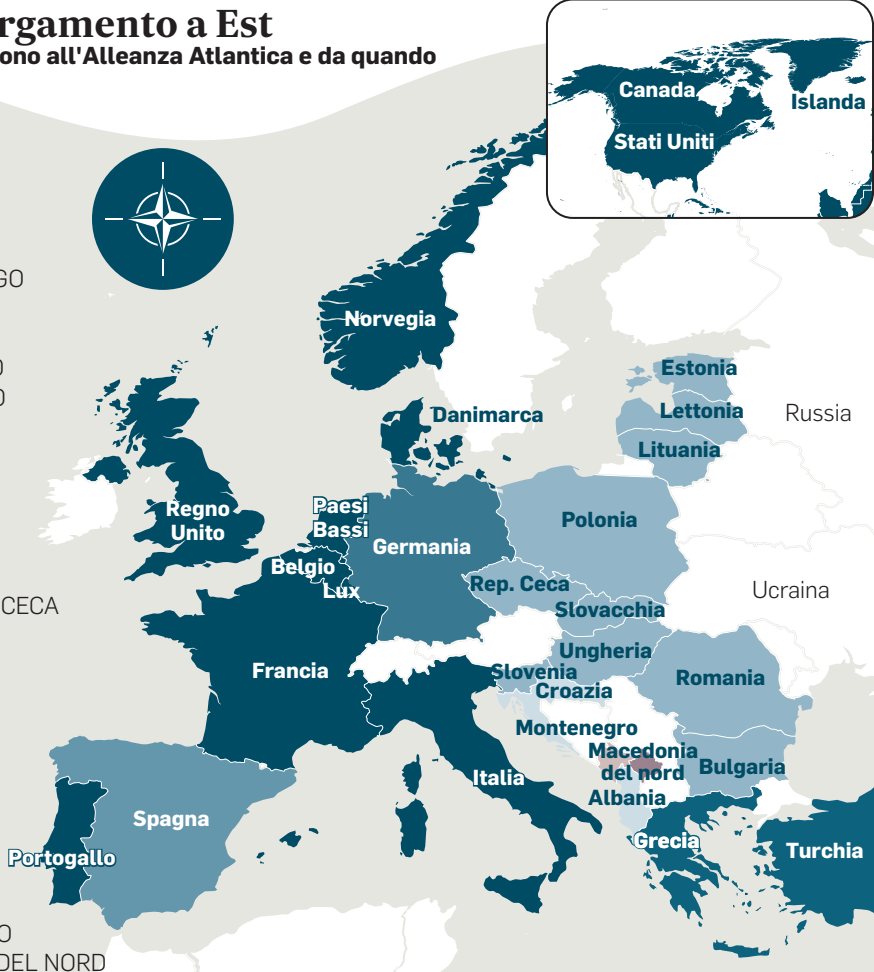 rgamento a Est
ono all'Alleanza Atlantica e da quando
Canada
Islanda
Stati Uniti
GO
Norvegia
O
O
Estonia
Lettonia
Russia
Danimarca
Lituania
Regno
Unito
Paesi
Bassi
Polonia
Germania
Belgio
Lux
Rep. Ceca
Ucraina
CECA
Slovacchia
Ungheria
Francia
Slovenia
Romania
Croazia
Montenegro
Macedonia
del nord
Bulgaria
Italia
Albania
Spagna
Grecia
Turchia
Portogallo
O
DEL NORD